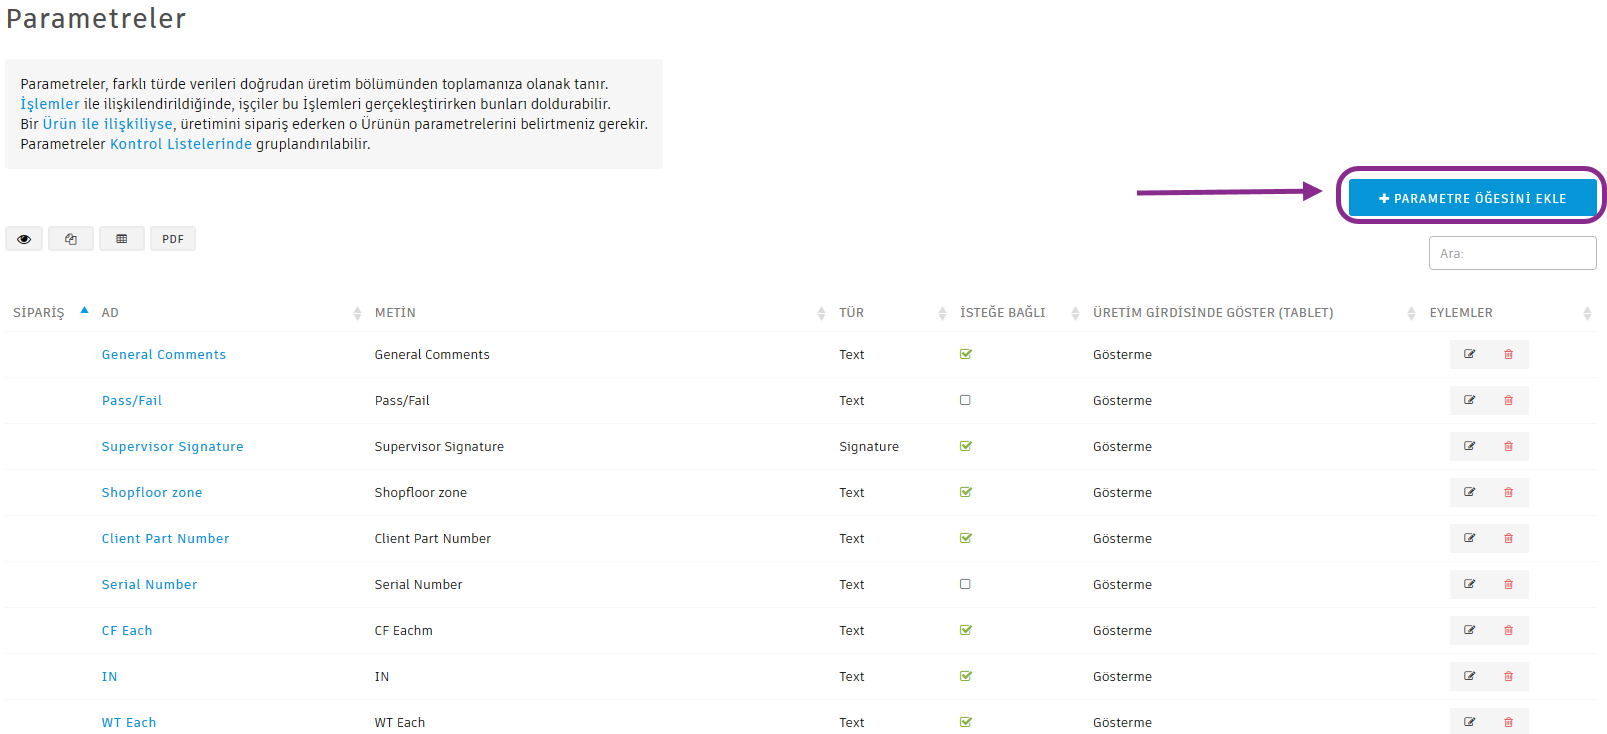 Parametreler
Parametreler, farklı türde verileri doğrudan üretim bölümünden toplamanıza olanak tanır.
İşlemler ile ilişkilendirildiğinde, işçiler bu İşlemleri gerçekleştirirken bunları doldurabilir.
Bir Ürün ile ilişkiliyse, üretimini sipariş ederken o Ürünün parametrelerini belirtmeniz gerekir.
Parametreler Kontrol Listelerinde gruplandırılabilir.
+ PARAMETRE ÖĞESİNİ EKLE
PDF
Ara:
SİPARİŞ AD METİN TÜR İSTEĞE BAĞLI ÜRETİM GİRDİSİNDE GÖSTER (TABLET) EYLEMLER
General Comments General Comments Text Gösterme
Pass/Fail Pass/Fail Text Gösterme
Supervisor Signature Supervisor Signature Signature Gösterme
Shopfloor zone Shopfloor zone Text Gösterme
Client Part Number Client Part Number Text Gösterme
Serial Number Serial Number Text Gösterme
CF Each CF Eachm Text Gösterme
IN IN Text Gösterme
WT Each WT Each Text Gösterme